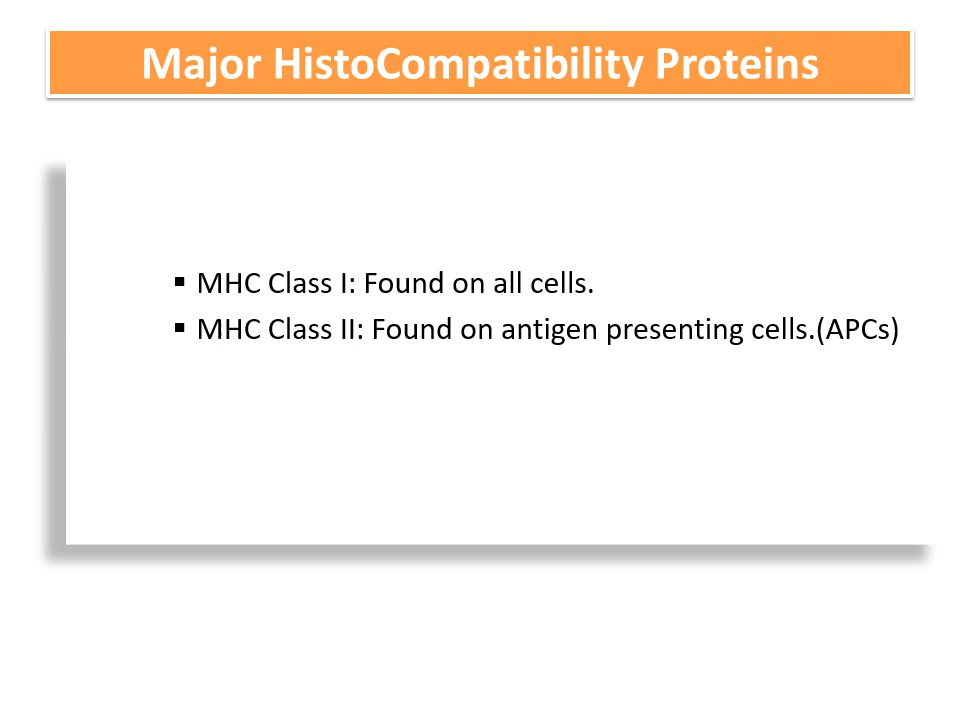 Major HistoCompatibility Proteins
▪ MHC Class I: Found on all cells.
▪ MHC Class II: Found on antigen presenting cells.(APCs)